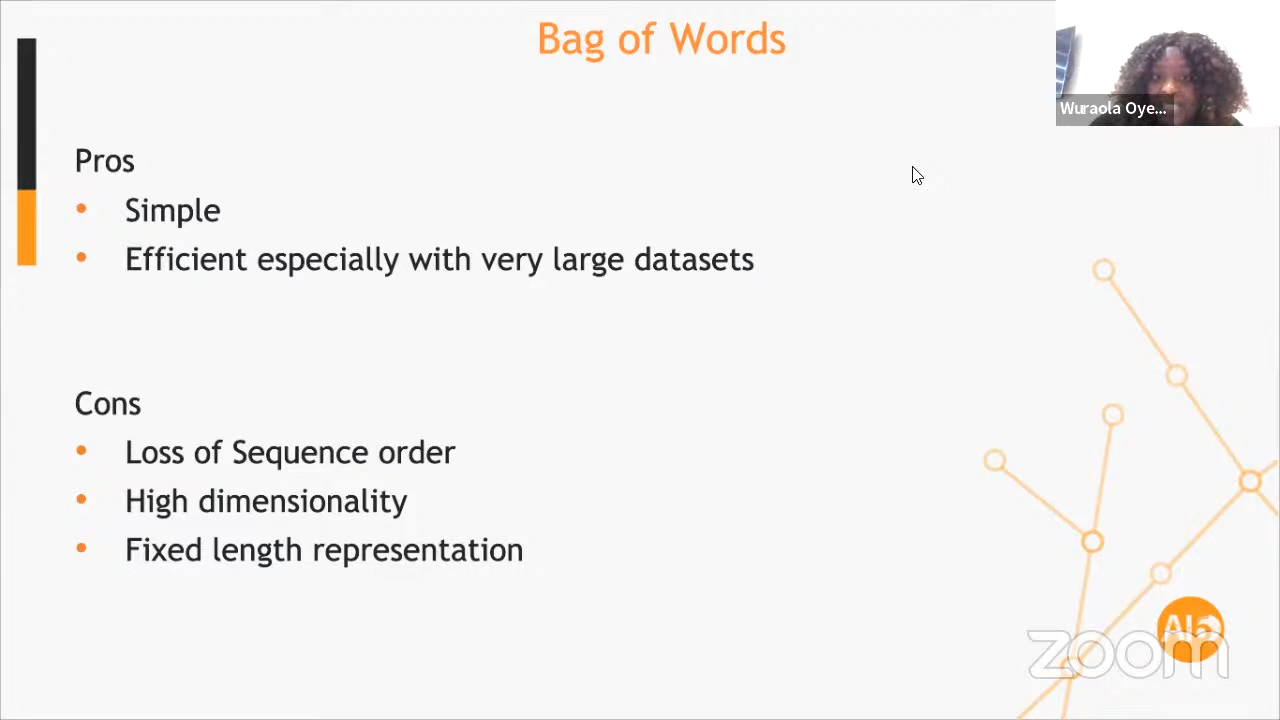 Bag of Words
Wuraola Oye...
Pros
• Simple
• Efficient especially with very large datasets
Cons
• Loss of Sequence order
• High dimensionality
• Fixed length representation
zoom